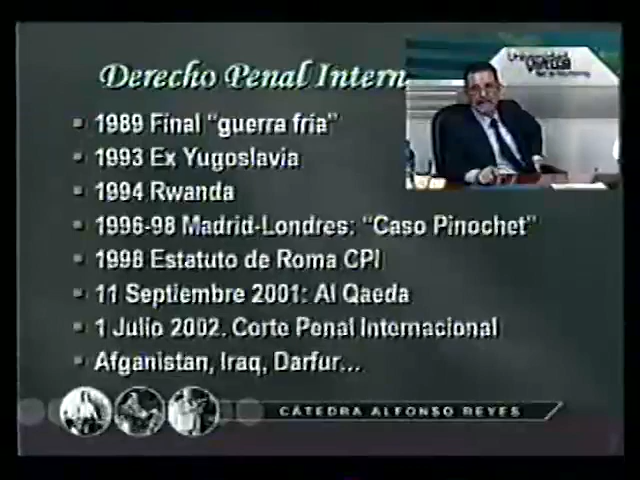 Derecho Penal Intern
Universidad
Virtual
1989 Final “guerra fría”
1993 Ex Yugoslavia
1994 Rwanda
1996-98 Madrid-Londres: “Caso Pinochet”
1998 Estatuto de Roma CPI
11 Septiembre 2001: Al Qaeda
1 Julio 2002. Corte Penal Internacional
Afganistan, Iraq, Darfur...
CÁTEDRA ALFONSO REYES